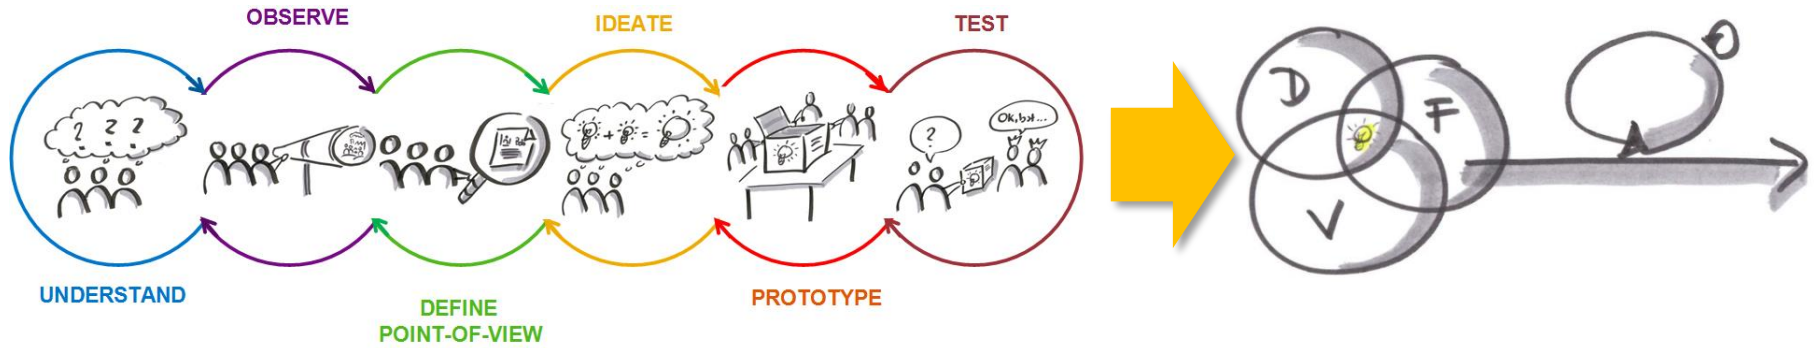 OBSERVE
IDEATE
TEST
? ? ?
+ =
?
Ok, but...
UNDERSTAND
DEFINE
POINT-OF-VIEW
PROTOTYPE
D
F
V